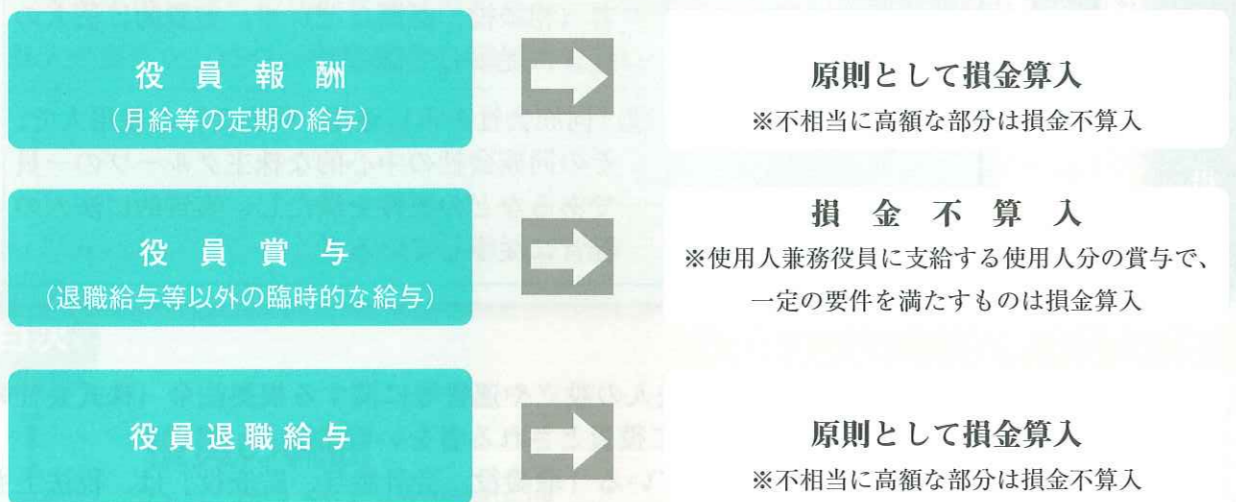 役員報酬
(月給等の定期の給与)
原則として損金算入
※不相当に高額な部分は損金不算入
役員賞与
(退職給与等以外の臨時的な給与)
損金不算入
※使用人兼務役員に支給する使用人分の賞与で、
一定の要件を満たすものは損金算入
役員退職給与
原則として損金算入
※不相当に高額な部分は損金不算入